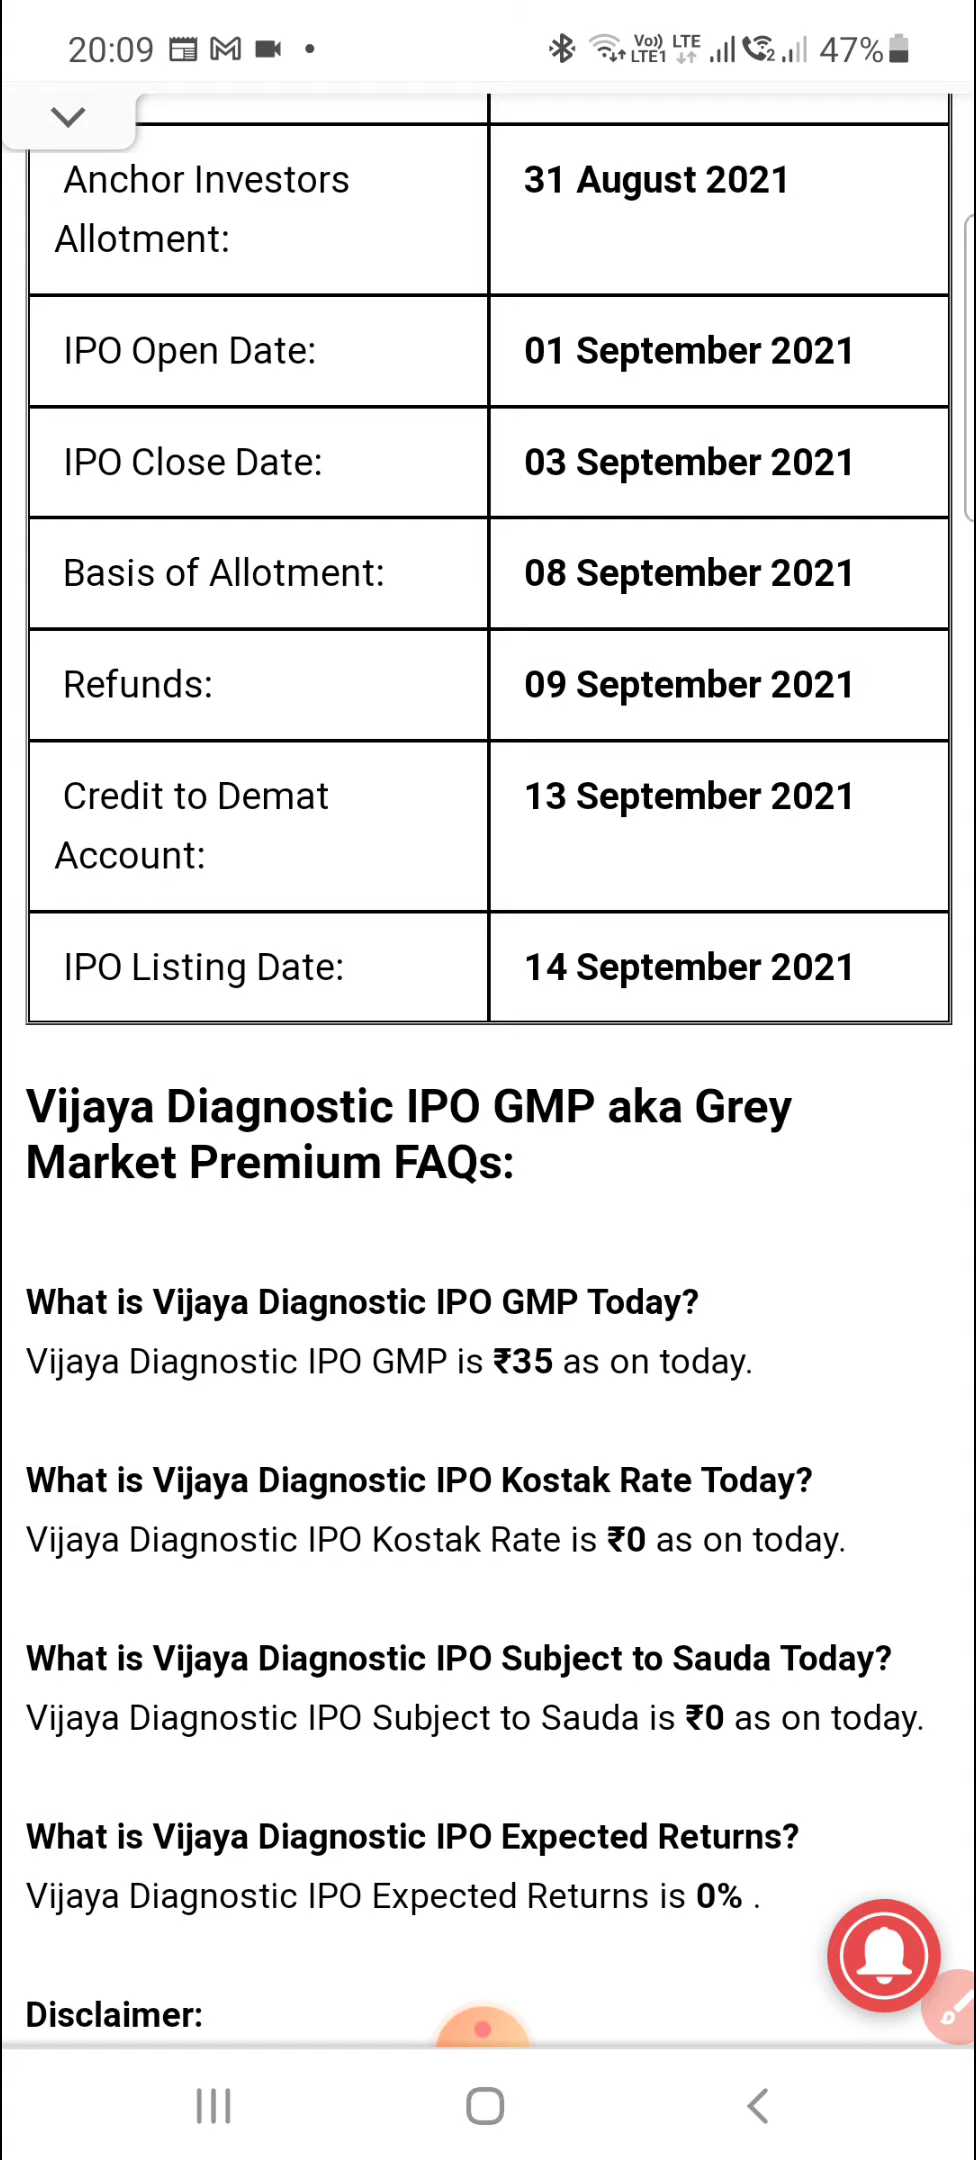 20:09
Vo)) LTE
LTE1
2
47%
Anchor Investors
Allotment:
31 August 2021
IPO Open Date:
01 September 2021
IPO Close Date:
03 September 2021
Basis of Allotment:
08 September 2021
Refunds:
09 September 2021
Credit to Demat
Account:
13 September 2021
IPO Listing Date:
14 September 2021
Vijaya Diagnostic IPO GMP aka Grey
Market Premium FAQs:
What is Vijaya Diagnostic IPO GMP Today?
Vijaya Diagnostic IPO GMP is ₹35 as on today.
What is Vijaya Diagnostic IPO Kostak Rate Today?
Vijaya Diagnostic IPO Kostak Rate is ₹0 as on today.
What is Vijaya Diagnostic IPO Subject to Sauda Today?
Vijaya Diagnostic IPO Subject to Sauda is ₹0 as on today.
What is Vijaya Diagnostic IPO Expected Returns?
Vijaya Diagnostic IPO Expected Returns is 0% .
Disclaimer: